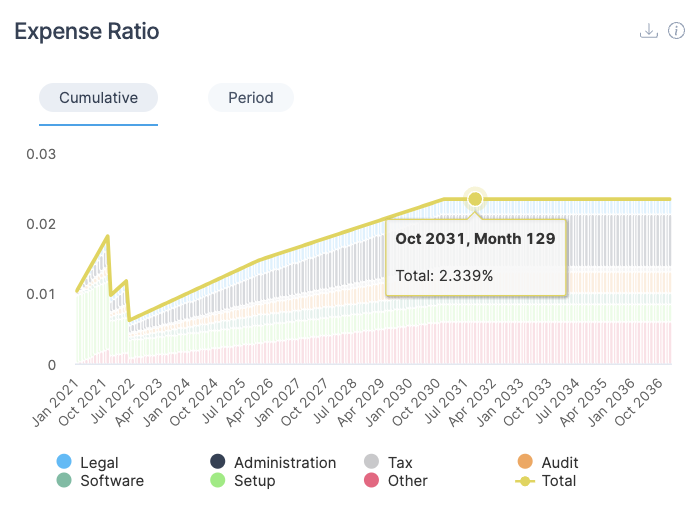 Expense Ratio
Cumulative Period
0.03
0.02
0.01
0
Oct 2031, Month 129
Total: 2.339%
Jan 2021 Oct 2021 Jul 2022 Apr 2023 Jan 2024 Oct 2024 Jul 2025 Apr 2026 Jan 2027 Oct 2027 Jul 2028 Apr 2029 Jan 2030 Oct 2030 Jul 2031 Apr 2032 Jan 2033 Oct 2033 Jul 2034 Apr 2035 Jan 2036 Oct 2036
Legal Administration Tax Audit
Software Setup Other Total